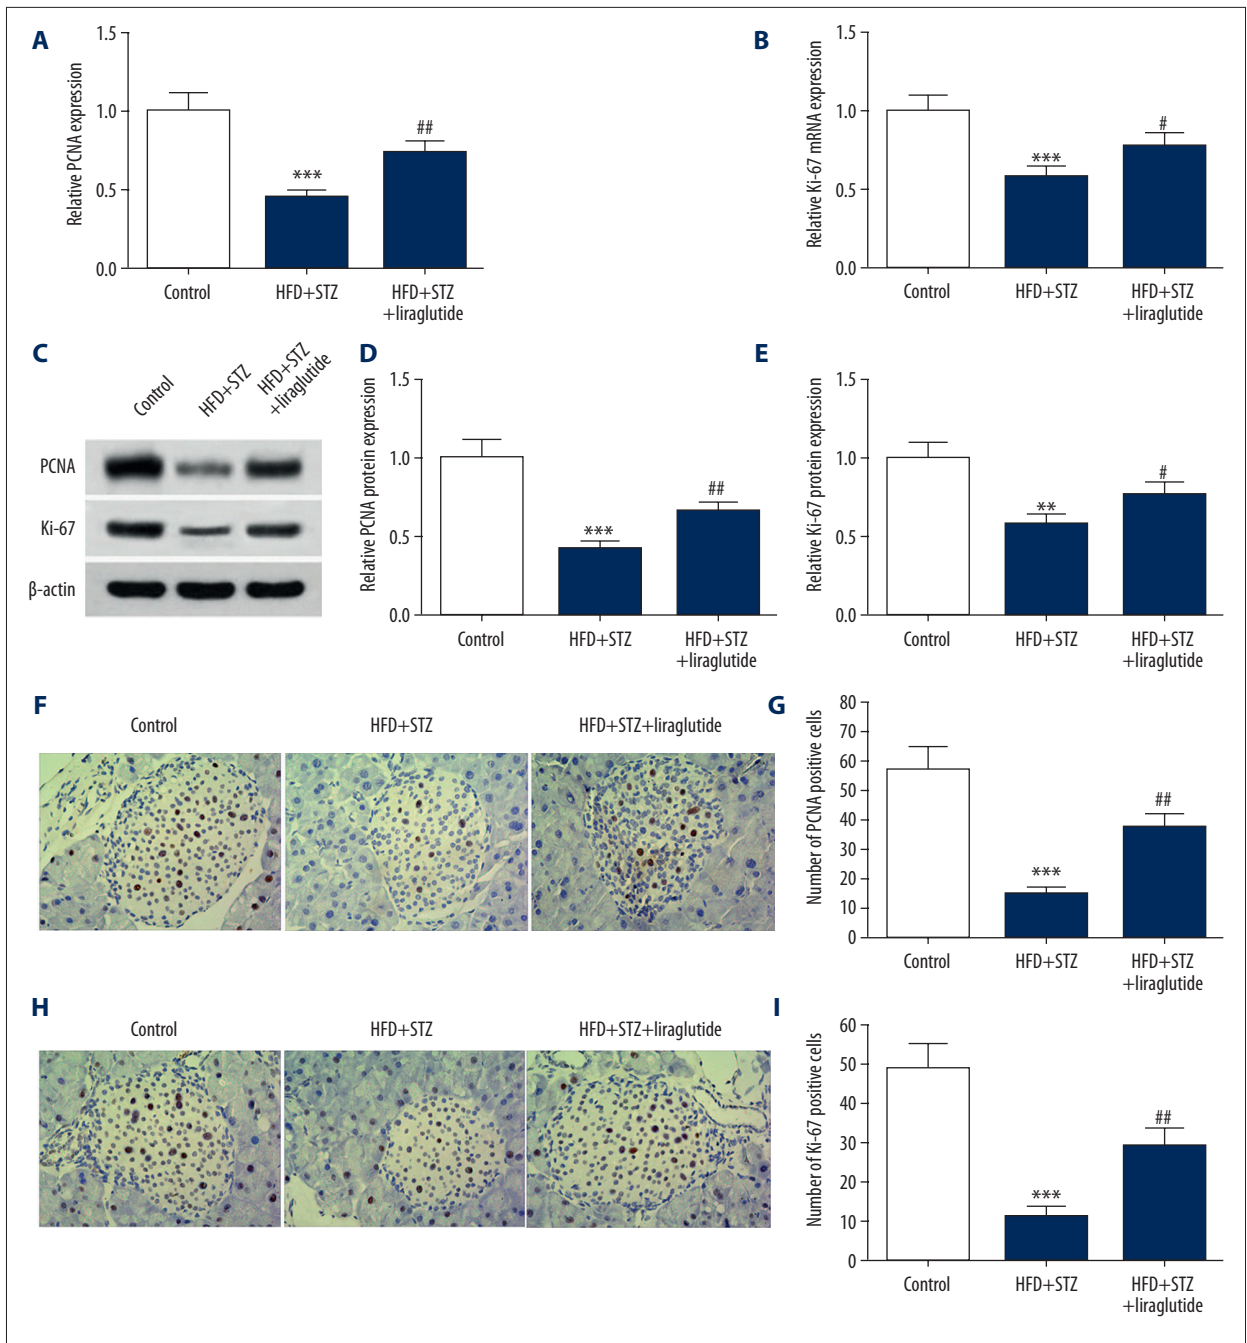 A
Relative PCNA expression
1.5
1.0
0.5
0.0
***
##
Control
HFD+STZ
HFD+STZ
+liraglutide
B
Relative Ki-67 mRNA expression
1.5
1.0
0.5
0.0
***
#
Control
HFD+STZ
HFD+STZ
+liraglutide
C
Control
HFD+STZ
HFD+STZ
+liraglutide
PCNA
Ki-67
β-actin
D
Relative PCNA protein expression
1.5
1.0
0.5
0.0
***
##
Control
HFD+STZ
HFD+STZ
+liraglutide
E
Relative Ki-67 protein expression
1.5
1.0
0.5
0.0
**
#
Control
HFD+STZ
HFD+STZ
+liraglutide
F
Control
HFD+STZ
HFD+STZ+liraglutide
G
Number of PCNA positive cells
80
70
60
50
40
30
20
10
0
***
##
Control
HFD+STZ
HFD+STZ
+liraglutide
H
Control
HFD+STZ
HFD+STZ+liraglutide
I
Number of Ki-67 positive cells
60
50
40
30
20
10
0
***
##
Control
HFD+STZ
HFD+STZ
+liraglutide